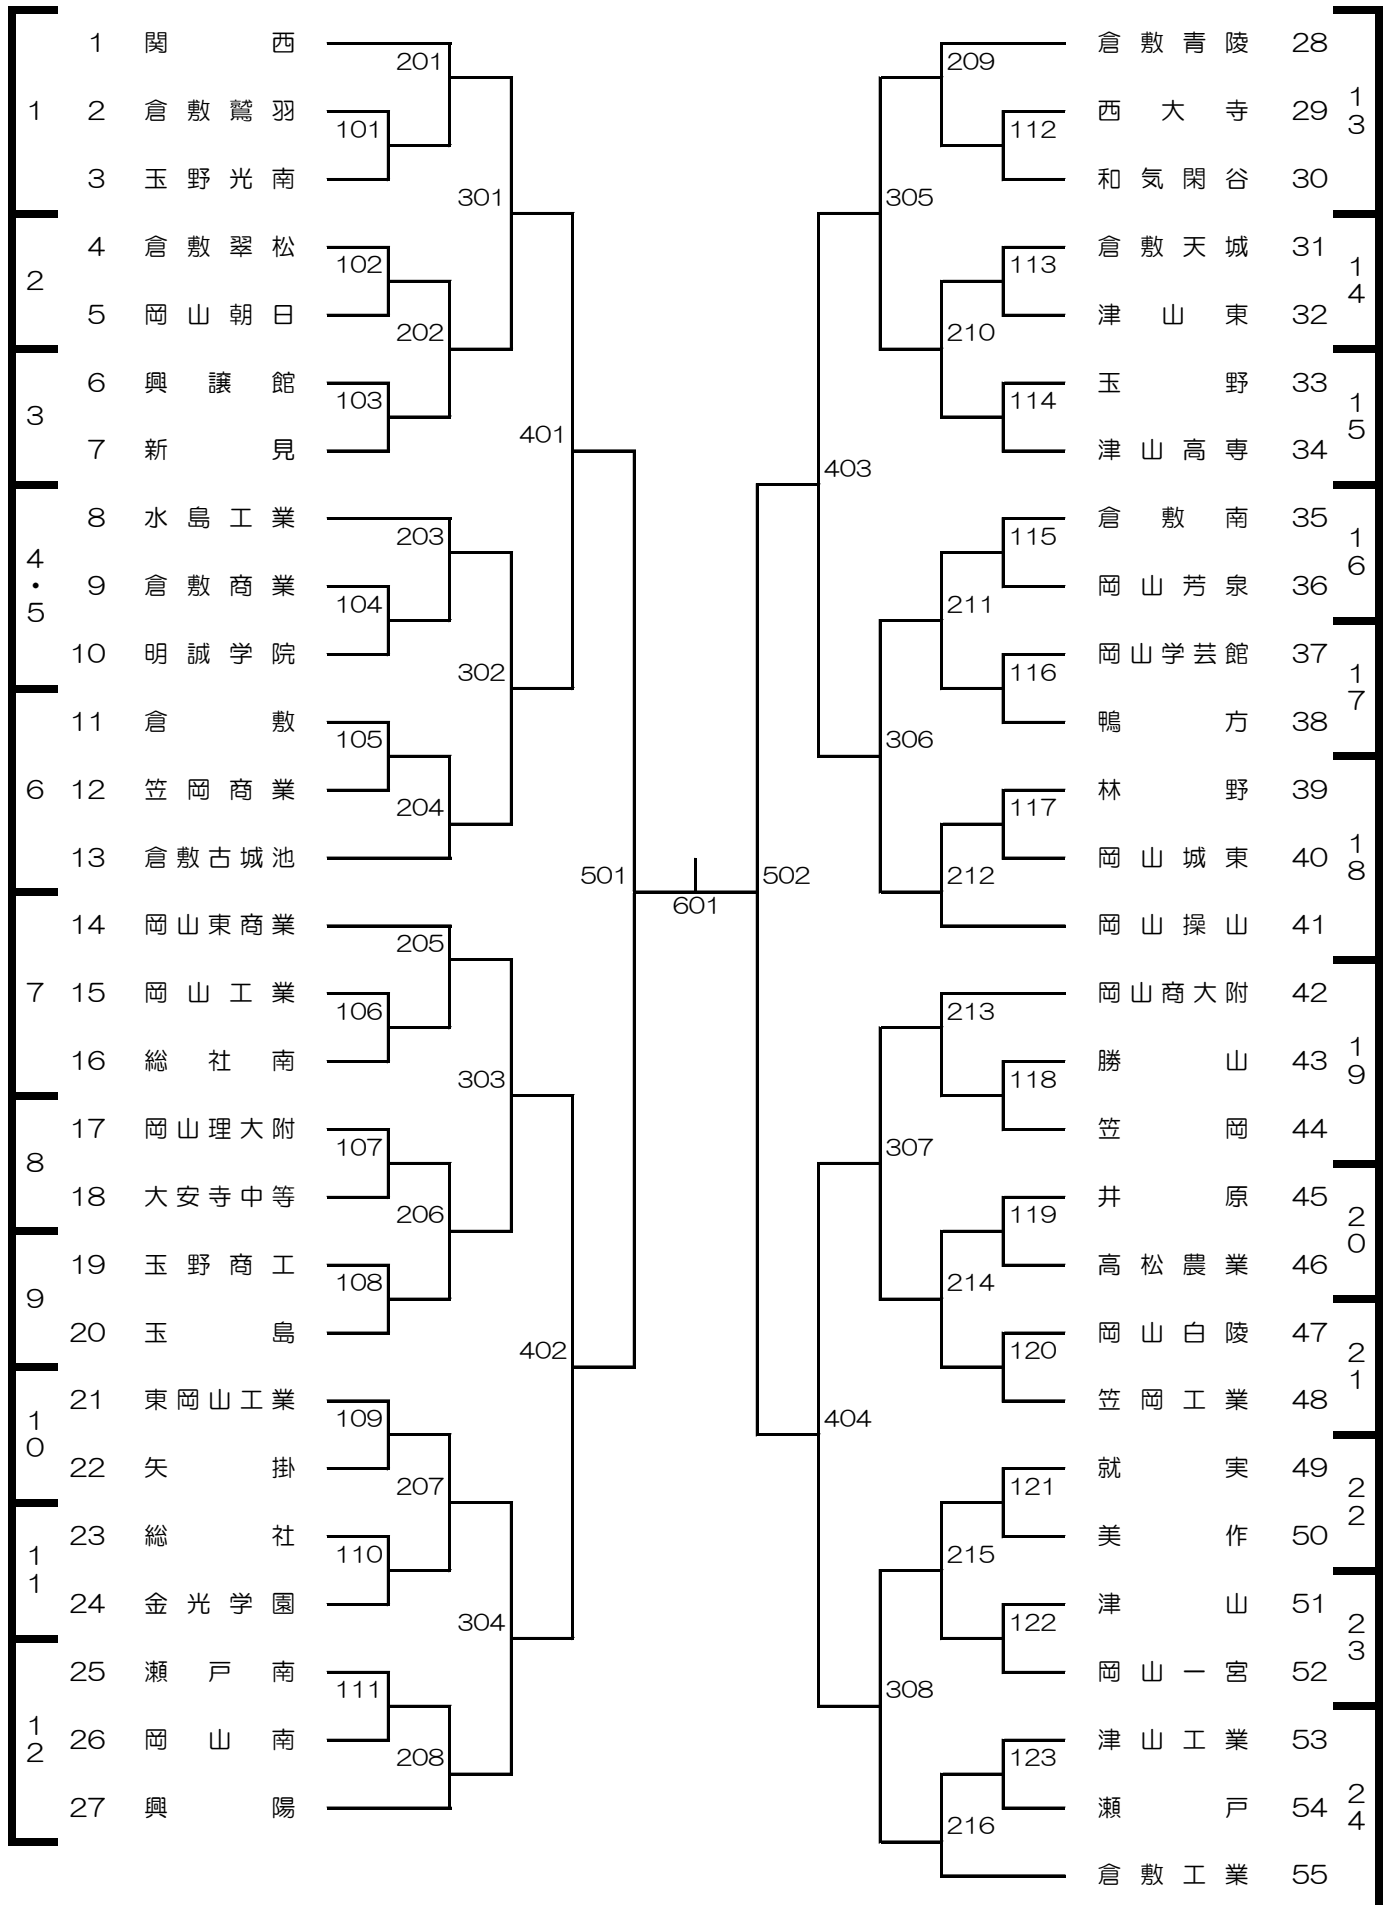 1 関西
2 倉敷鷲羽
3 玉野光南
4 倉敷翠松
5 岡山朝日
6 興譲館
7 新見
8 水島工業
9 倉敷商業
10 明誠学院
11 倉敷
12 笠岡商業
13 倉敷古城池
14 岡山東商業
15 岡山工業
16 総社南
17 岡山理大附
18 大安寺中等
19 玉野商工
20 玉島
21 東岡山工業
22 矢掛
23 総社
24 金光学園
25 瀬戸南
26 岡山南
27 興陽
1
2
3
4・5
6
7
8
9
10
11
12
101
102
103
104
105
106
107
108
109
110
111
201
202
203
204
205
206
207
208
301
302
303
304
401
402
501
601
502
403
404
305
306
307
308
209
210
211
212
213
214
215
216
112
113
114
115
116
117
118
119
120
121
122
123
倉敷青陵 28
西大寺 29
和気閑谷 30
倉敷天城 31
津山東 32
玉野 33
津山高専 34
倉敷南 35
岡山芳泉 36
岡山学芸館 37
鴨方 38
林野 39
岡山城東 40
岡山操山 41
岡山商大附 42
勝山 43
笠岡 44
井原 45
高松農業 46
岡山白陵 47
笠岡工業 48
就実 49
美作 50
津山 51
岡山一宮 52
津山工業 53
瀬戸 54
倉敷工業 55
13
14
15
16
17
18
19
20
21
22
23
24